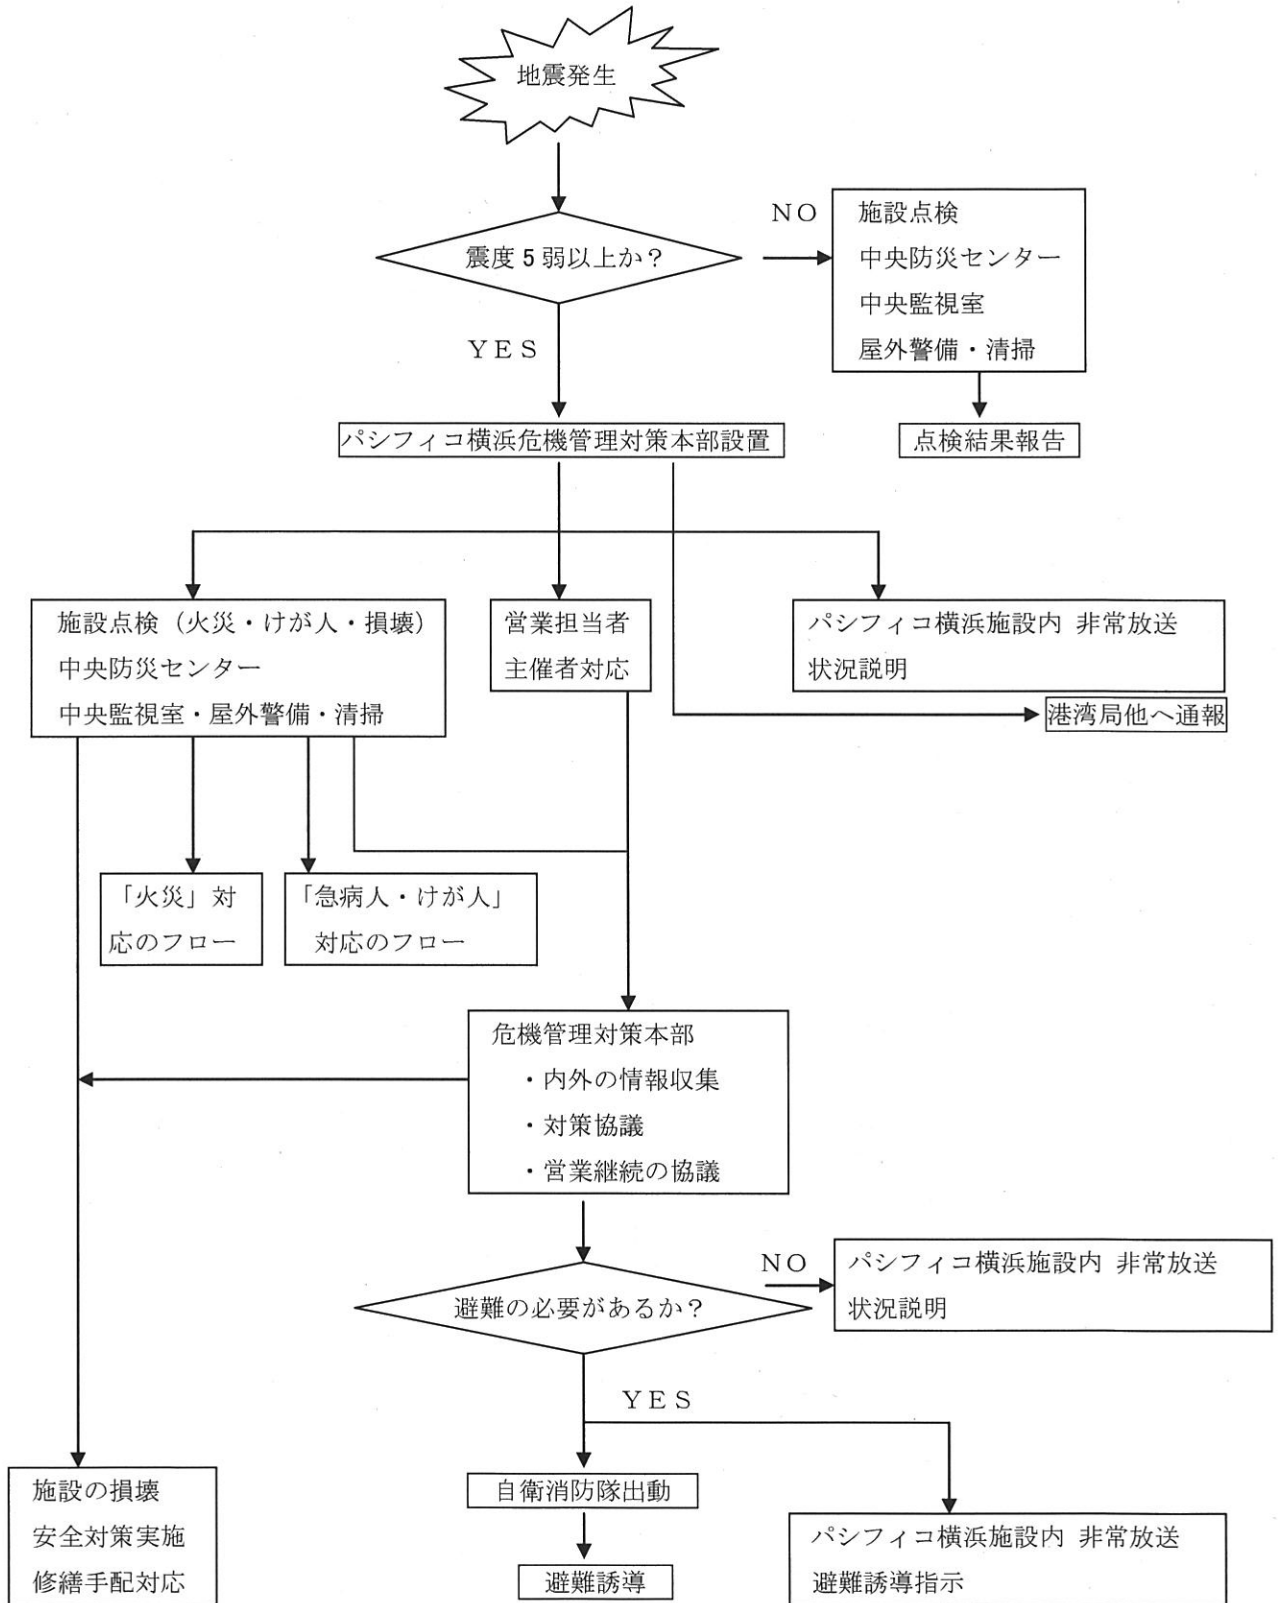 地震発生
震度5弱以上か？
NO
施設点検
中央防災センター
中央監視室
屋外警備・清掃
YES
パシフィコ横浜危機管理対策本部設置
点検結果報告
施設点検（火災・けが人・損壊）
中央防災センター
中央監視室・屋外警備・清掃
営業担当者
主催者対応
パシフィコ横浜施設内 非常放送
状況説明
港湾局他へ通報
「火災」対
応のフロー
「急病人・けが人」
対応のフロー
危機管理対策本部
・内外の情報収集
・対策協議
・営業継続の協議
避難の必要があるか？
NO
パシフィコ横浜施設内 非常放送
状況説明
YES
施設の損壊
安全対策実施
修繕手配対応
自衛消防隊出動
避難誘導
パシフィコ横浜施設内 非常放送
避難誘導指示